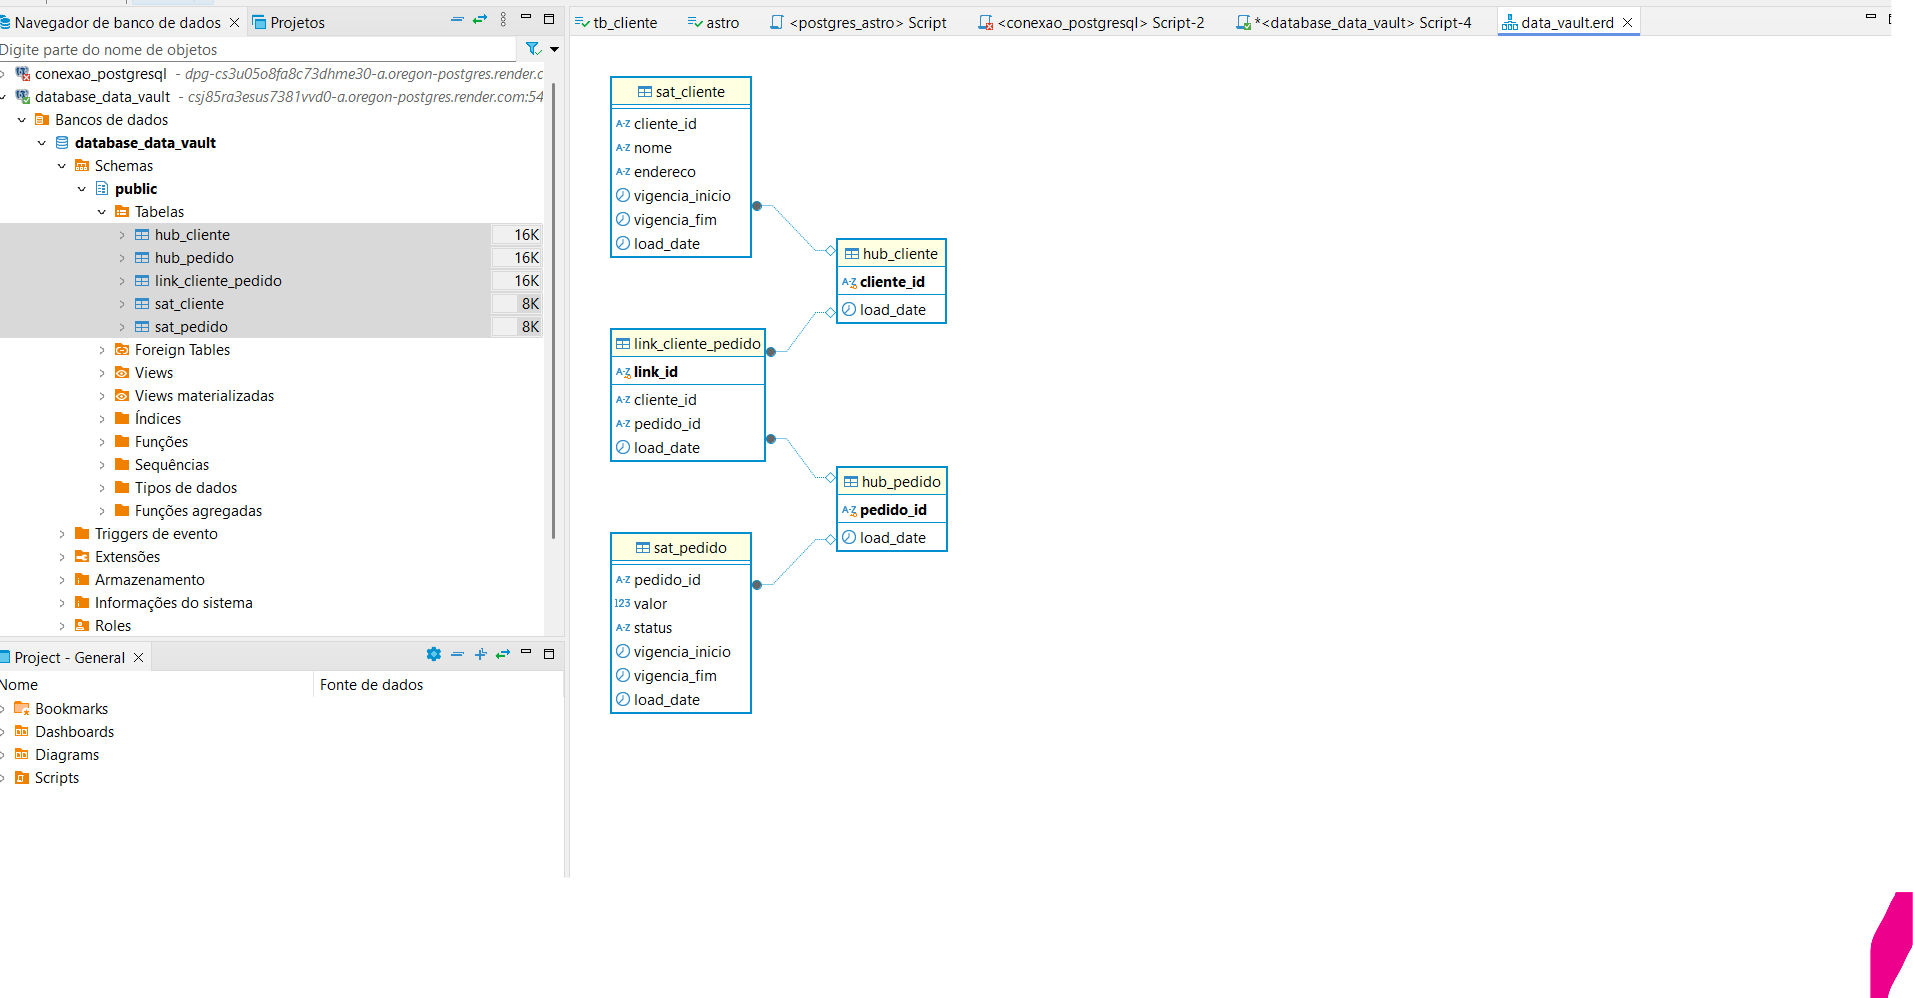 Navegador de banco de dados
Projetos
Digite parte do nome de objetos
conexao_postgresql - dpg-cs3u05o8fa8c73dhme30-a.oregon-postgres.render.c
database_data_vault - csj85ra3esus7381vvd0-a.oregon-postgres.render.com:54
Bancos de dados
database_data_vault
Schemas
public
Tabelas
hub_cliente 16K
hub_pedido 16K
link_cliente_pedido 16K
sat_cliente 8K
sat_pedido 8K
Foreign Tables
Views
Views materializadas
Índices
Funções
Sequências
Tipos de dados
Funções agregadas
Triggers de evento
Extensões
Armazenamento
Informações do sistema
Roles
Project - General
Nome Fonte de dados
Bookmarks
Dashboards
Diagrams
Scripts
tb_cliente
astro
<postgres_astro> Script
<conexao_postgresql> Script-2
*<database_data_vault> Script-4
data_vault.erd
sat_cliente
A-Z cliente_id
A-Z nome
A-Z endereco
vigencia_inicio
vigencia_fim
load_date
hub_cliente
A-Z cliente_id
load_date
link_cliente_pedido
A-Z link_id
A-Z cliente_id
A-Z pedido_id
load_date
hub_pedido
A-Z pedido_id
load_date
sat_pedido
A-Z pedido_id
123 valor
A-Z status
vigencia_inicio
vigencia_fim
load_date